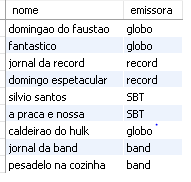 nome emissora
domingao do faustao globo
fantastico globo
jornal da record record
domingo espetacular record
silvio santos SBT
a praca e nossa SBT
caldeirao do hulk globo
jornal da band band
pesadelo na cozinha band